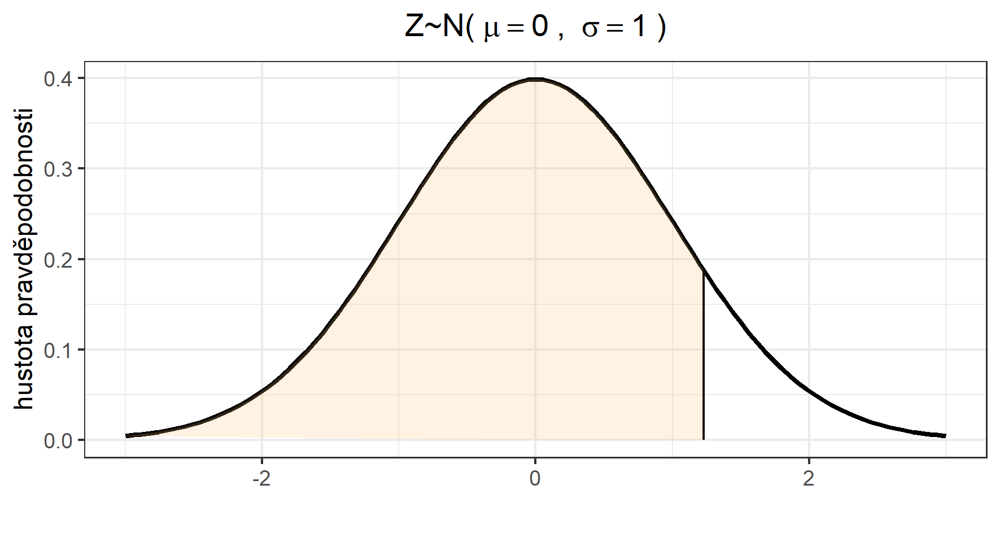 Z~N( μ = 0 , σ = 1 )
hustota pravděpodobnosti
0.4
0.3
0.2
0.1
0.0
-2 0 2